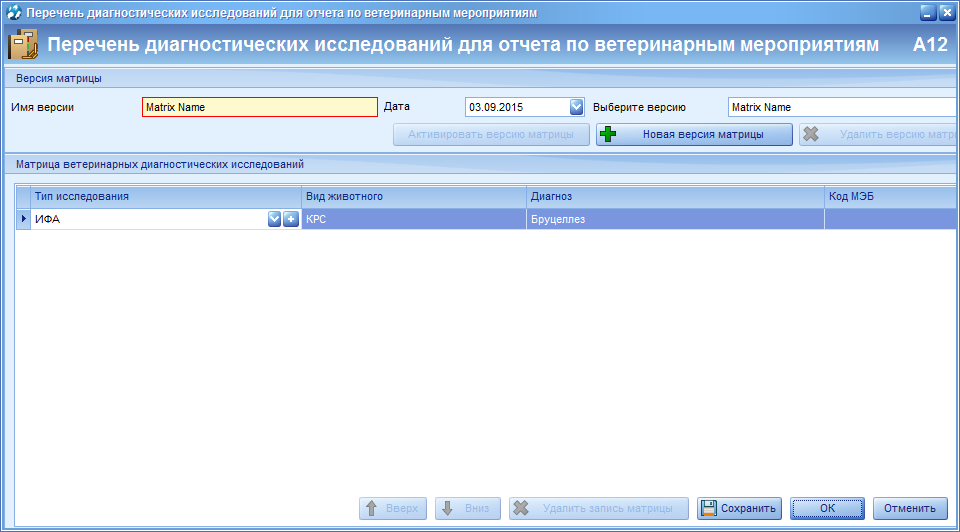 Перечень диагностических исследований для отчета по ветеринарным мероприятиям
Перечень диагностических исследований для отчета по ветеринарным мероприятиям A12
Версия матрицы
Имя версии Matrix Name Дата 03.09.2015 Выберите версию Matrix Name
Активировать версию матрицы Новая версия матрицы Удалить версию матри
Матрица ветеринарных диагностических исследований
Тип исследования Вид животного Диагноз Код МЭБ
ИФА КРС Бруцеллез
Вверх Вниз Удалить запись матрицы Сохранить ОК Отменить